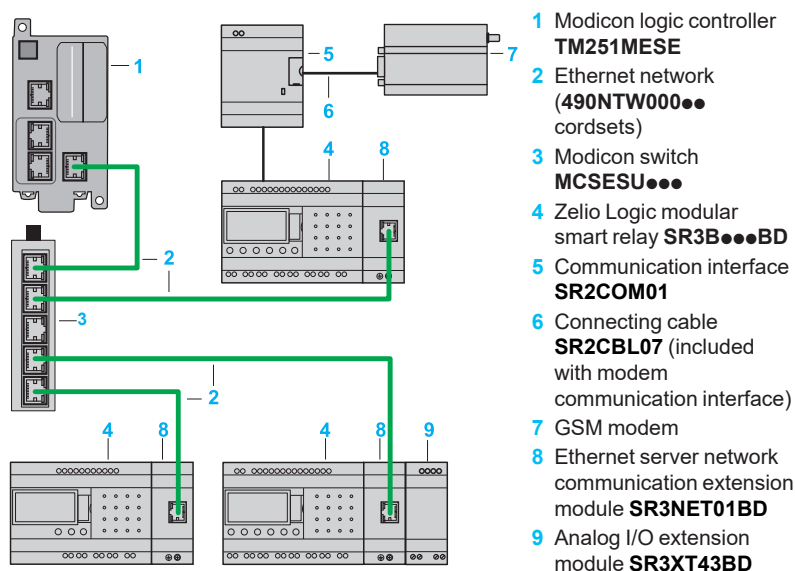 1
5
7
6
4
8
2
3
2
4
8
4
8
9
1 Modicon logic controller
TM251MESE
2 Ethernet network
(490NTW000●●
cordsets)
3 Modicon switch
MCSESU●●●
4 Zelio Logic modular
smart relay SR3B●●●BD
5 Communication interface
SR2COM01
6 Connecting cable
SR2CBL07 (included
with modem
communication interface)
7 GSM modem
8 Ethernet server network
communication extension
module SR3NET01BD
9 Analog I/O extension
module SR3XT43BD